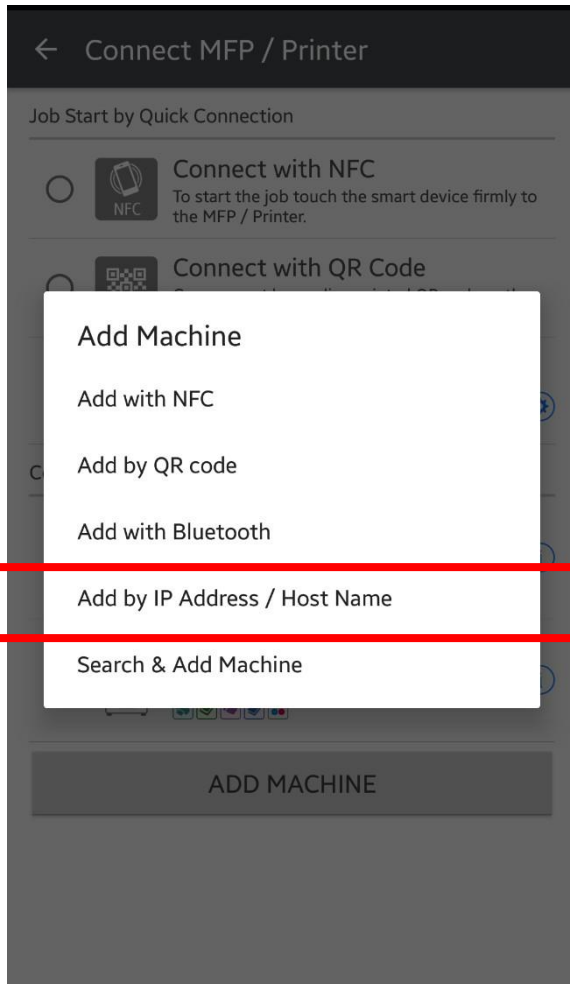 Connect MFP / Printer
Job Start by Quick Connection
Connect with NFC
To start the job touch the smart device firmly to
the MFP / Printer.
NFC
Connect with QR Code
Add Machine
Add with NFC
Add by QR code
Add with Bluetooth
Add by IP Address / Host Name
Search & Add Machine
ADD MACHINE